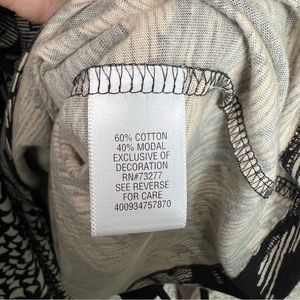 60% COTTON
40% MODAL
EXCLUSIVE OF
DECORATION
RN#73277
SEE REVERSE
FOR CARE
400934757870